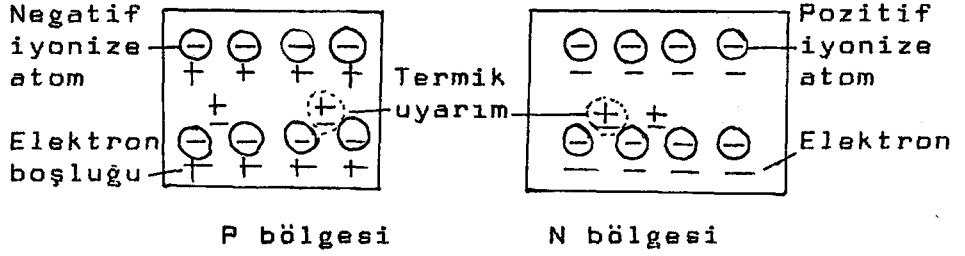 Negatif
iyonize
atom
Elektron
boşluğu
Termik
uyarım
Pozitif
iyonize
atom
Elektron
P bölgesi
N bölgesi